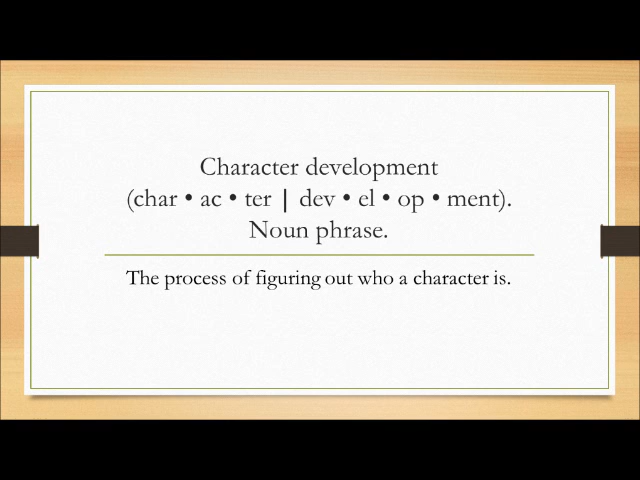 Character development
(char • ac • ter | dev • el • op • ment).
Noun phrase.
The process of figuring out who a character is.